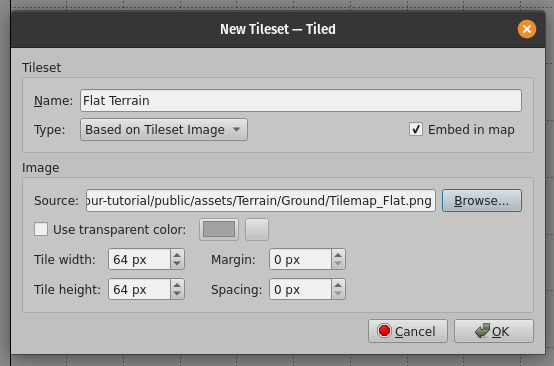 New Tileset — Tiled
Tileset
Name: Flat Terrain
Type: Based on Tileset Image Embed in map
Image
Source: our-tutorial/public/assets/Terrain/Ground/Tilemap_Flat.png Browse...
Use transparent color:
Tile width: 64 px Margin: 0 px
Tile height: 64 px Spacing: 0 px
Cancel OK